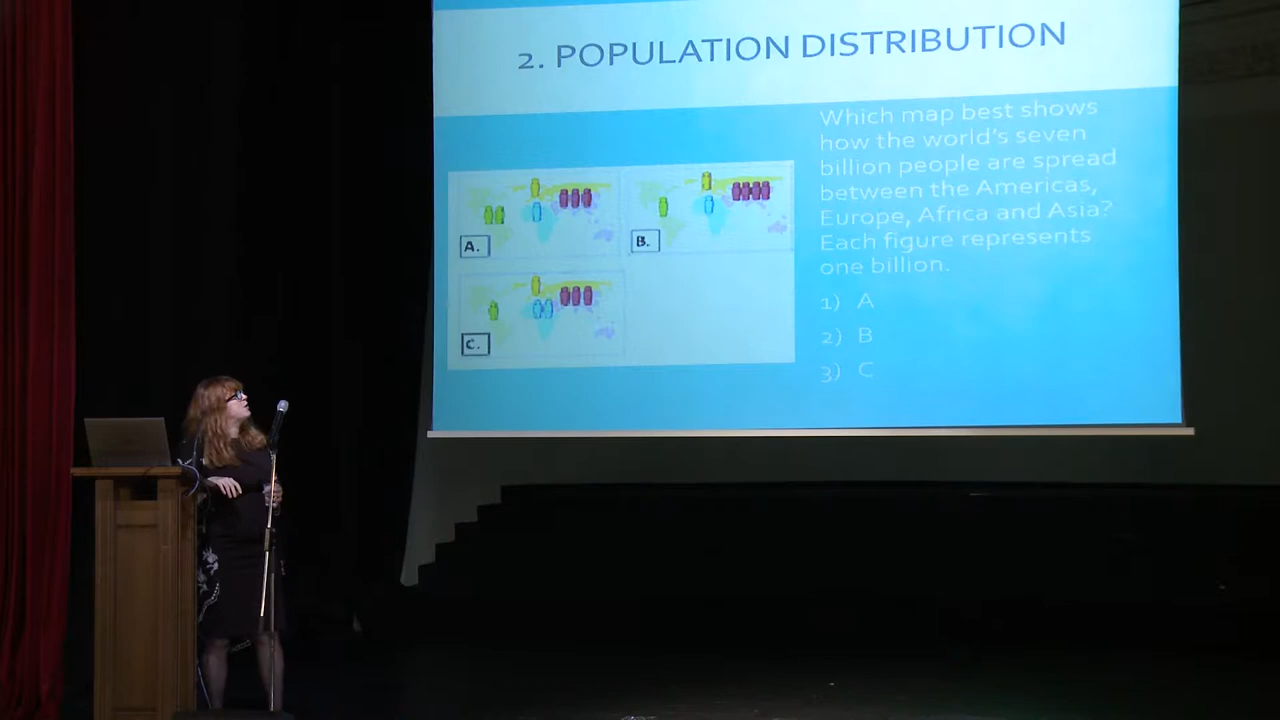 2. POPULATION DISTRIBUTION
Which map best shows
how the world's seven
billion people are spread
between the Americas,
Europe, Africa and Asia?
Each figure represents
one billion.
1) A
2) B
3) C
A.
B.
C.